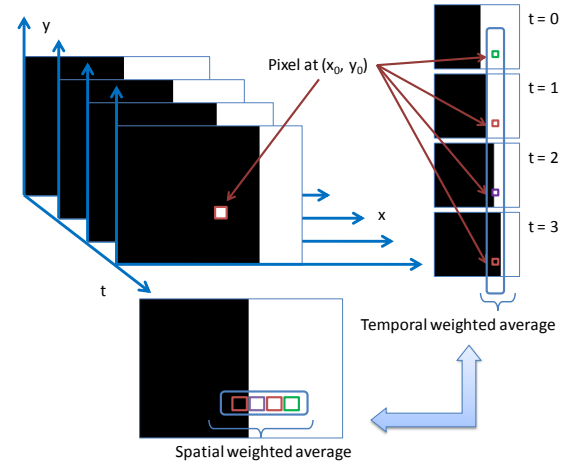 y
t = 0
Pixel at (x₀, y₀)
t = 1
t = 2
x
t = 3
t
Temporal weighted average
Spatial weighted average